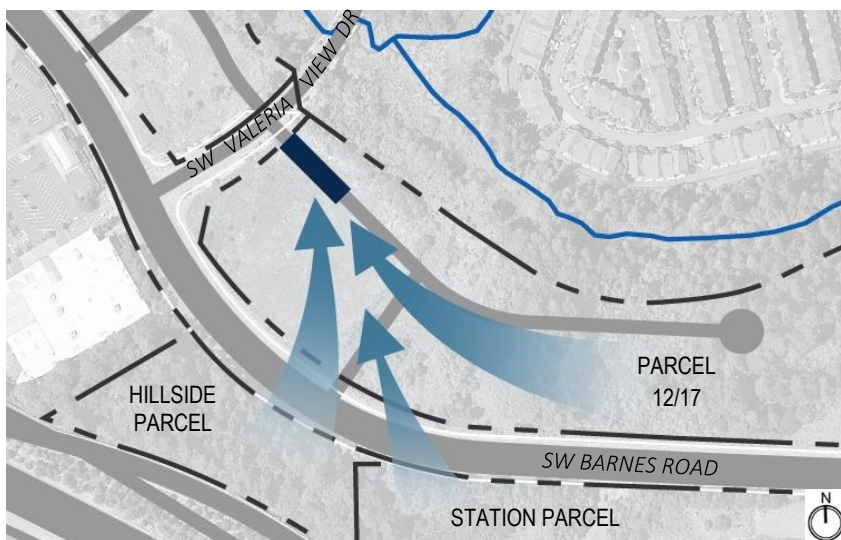 SW VALERIA VIEW DR
PARCEL
12/17
HILLSIDE
PARCEL
SW BARNES ROAD
STATION PARCEL
N